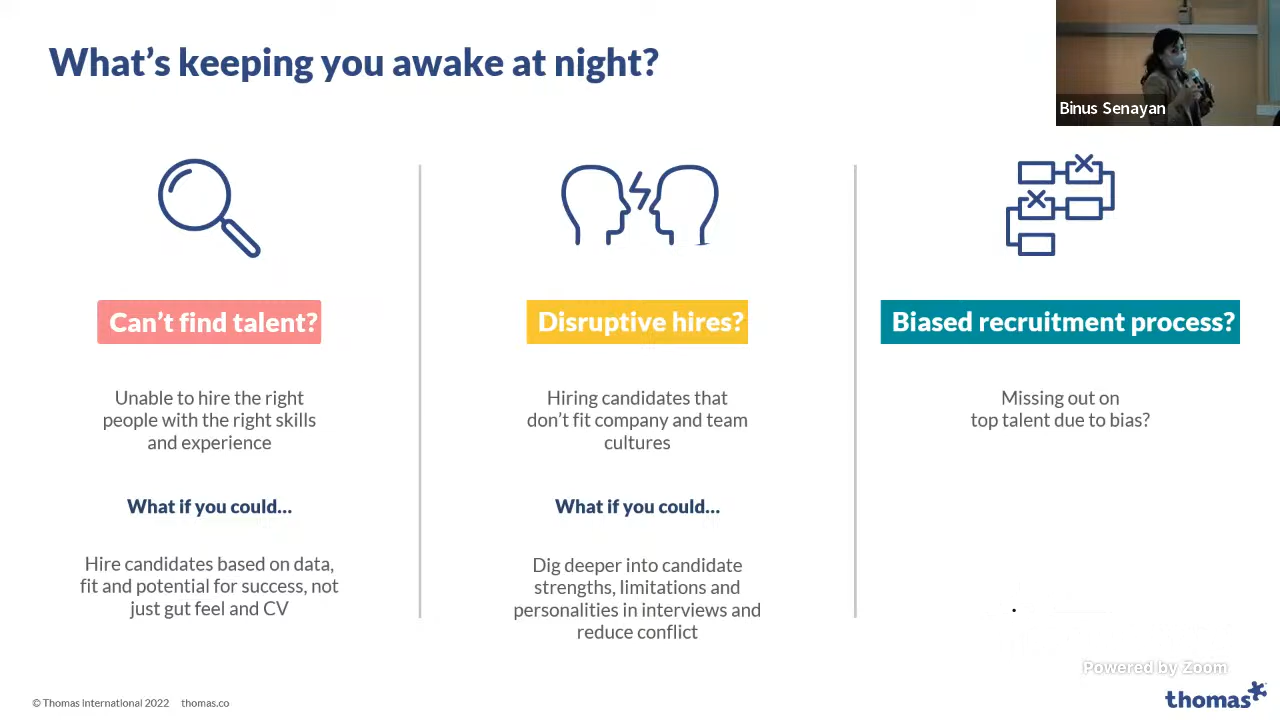 What's keeping you awake at night?
Binus Senayan
Can't find talent?
Unable to hire the right
people with the right skills
and experience
What if you could...
Hire candidates based on data,
fit and potential for success, not
just gut feel and CV
Disruptive hires?
Hiring candidates that
don't fit company and team
cultures
What if you could...
Dig deeper into candidate
strengths, limitations and
personalities in interviews and
reduce conflict
Biased recruitment process?
Missing out on
top talent due to bias?
Powered by Zoom
© Thomas International 2022 thomas.co
thomas